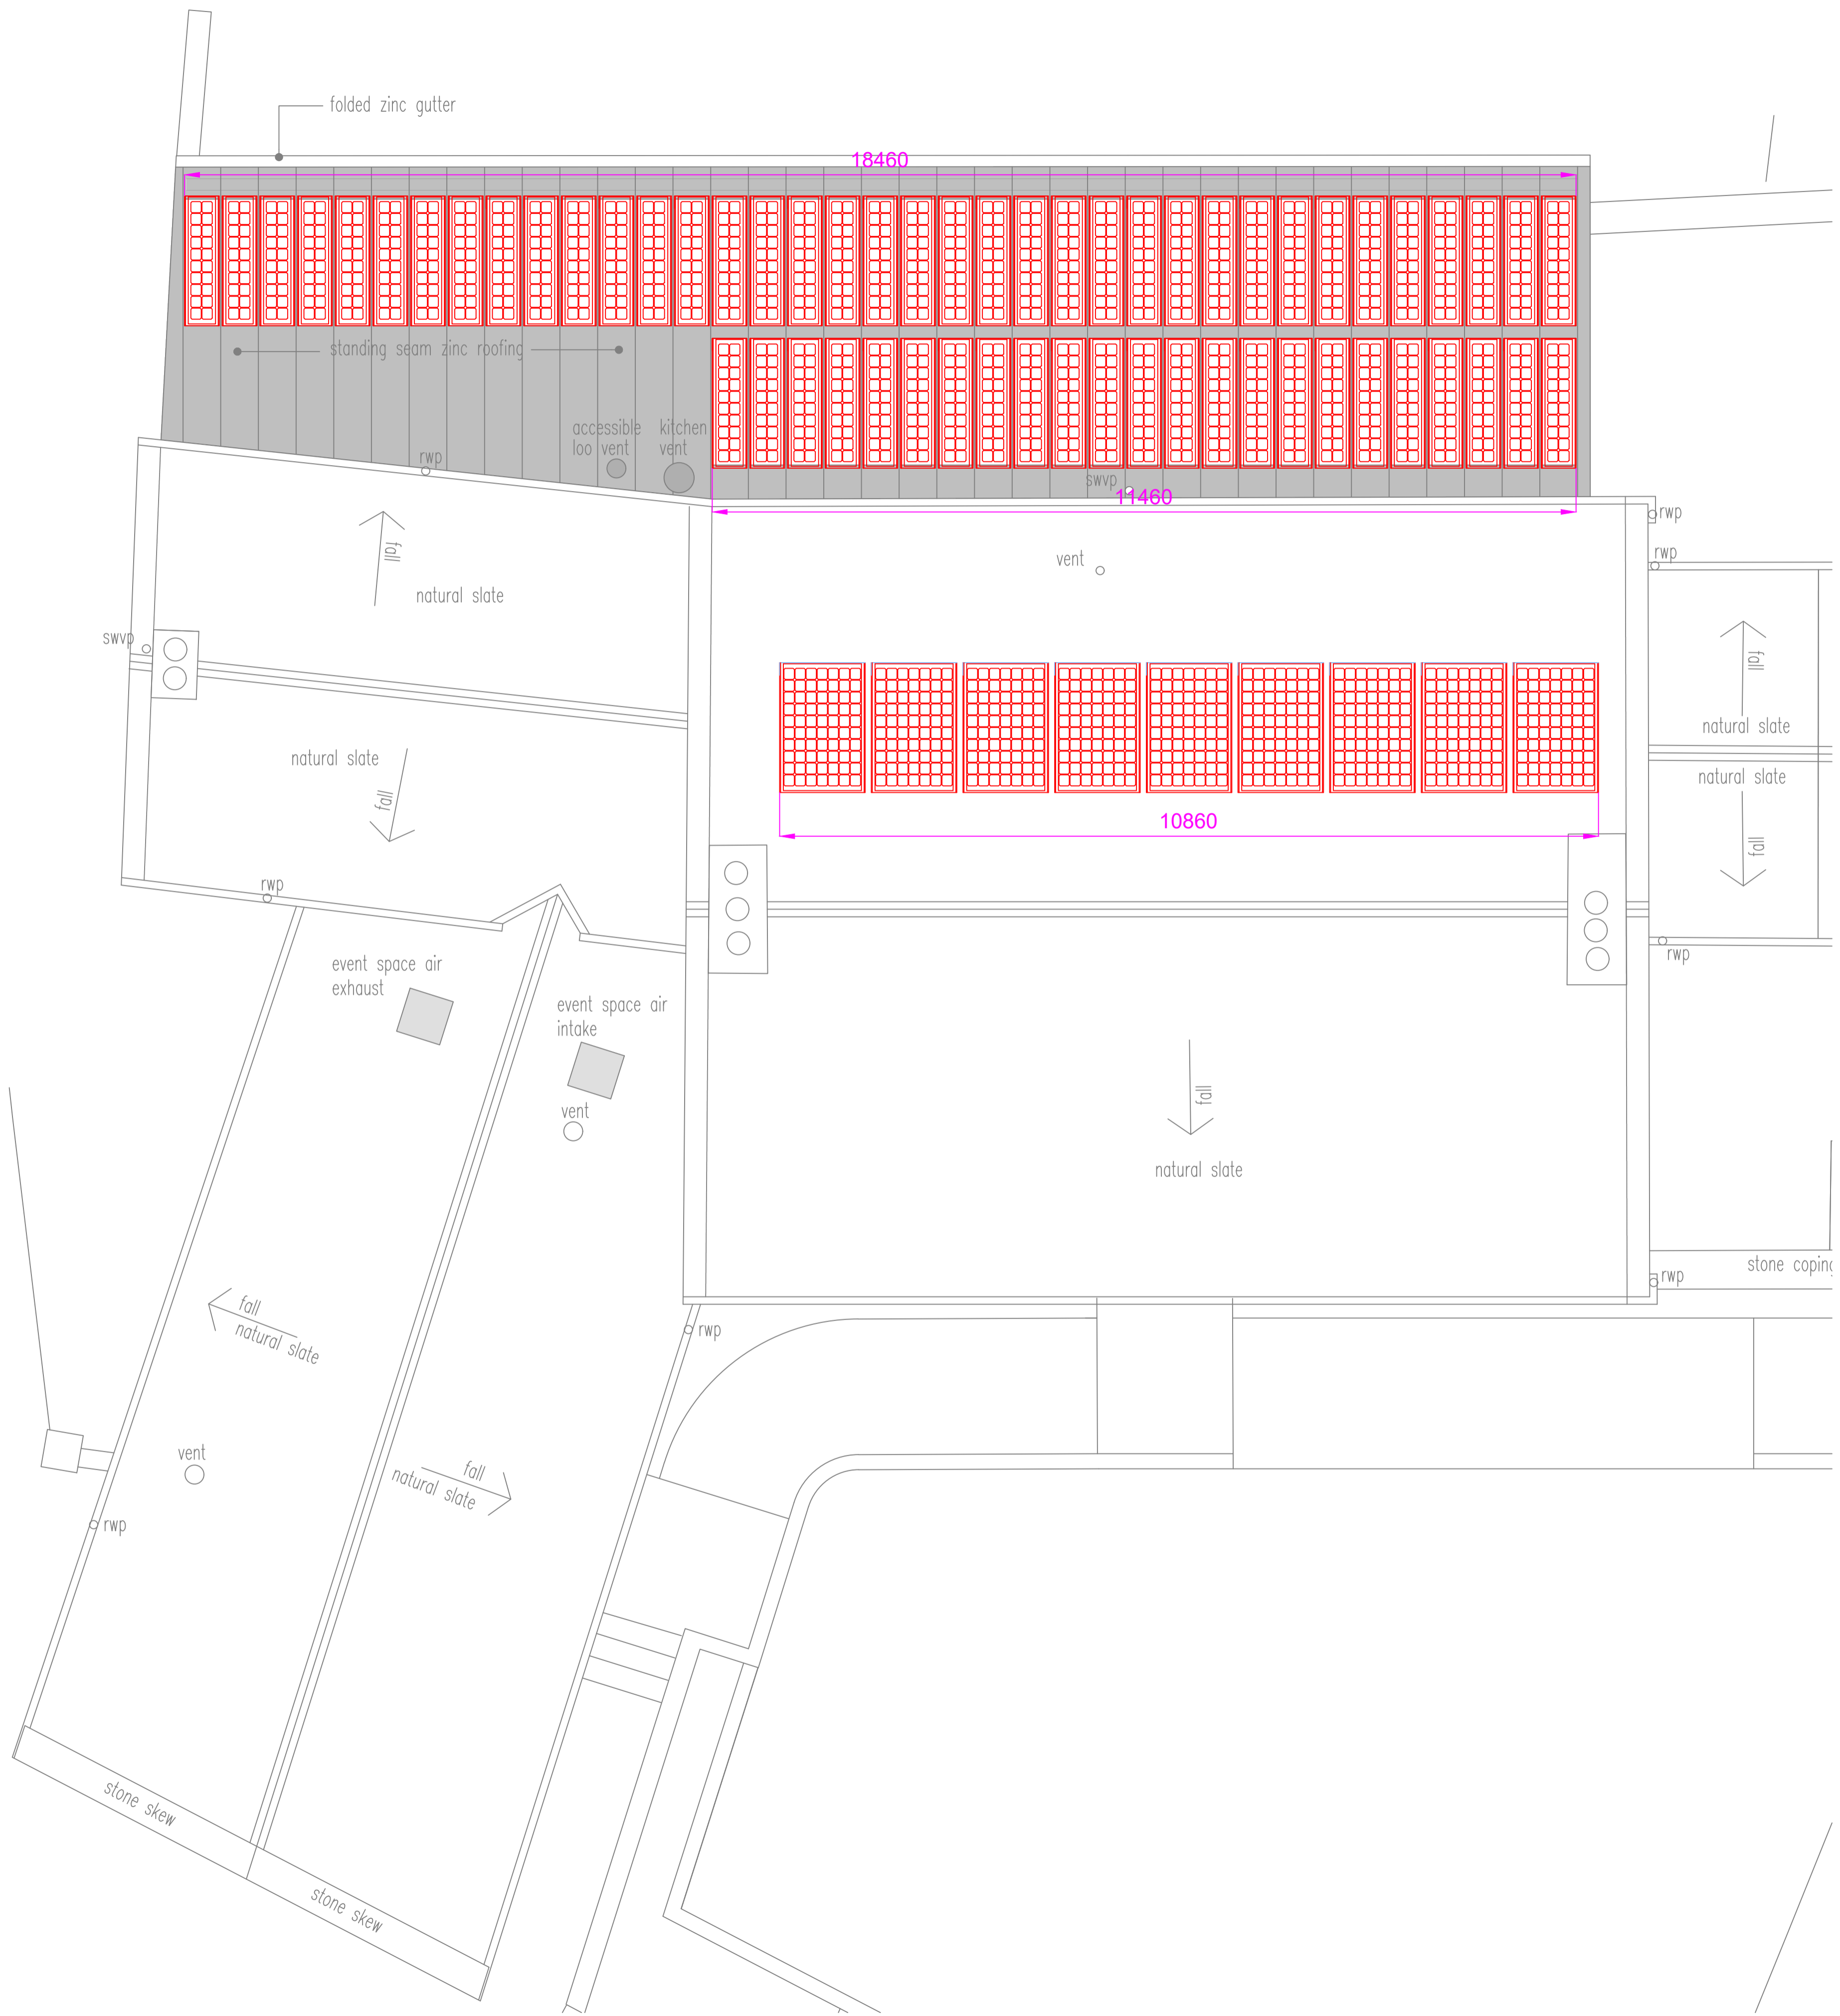 folded zinc gutter
18460
standing seam zinc roofing
accessible
loo vent
kitchen
vent
rwp
swvp
11460
rwp
rwp
vent
fall
natural slate
swvp
fall
natural slate
natural slate
natural slate
fall
fall
10860
rwp
rwp
event space air
exhaust
event space air
intake
vent
fall
natural slate
stone coping
rwp
fall
natural slate
rwp
vent
fall
natural slate
rwp
stone skew
stone skew